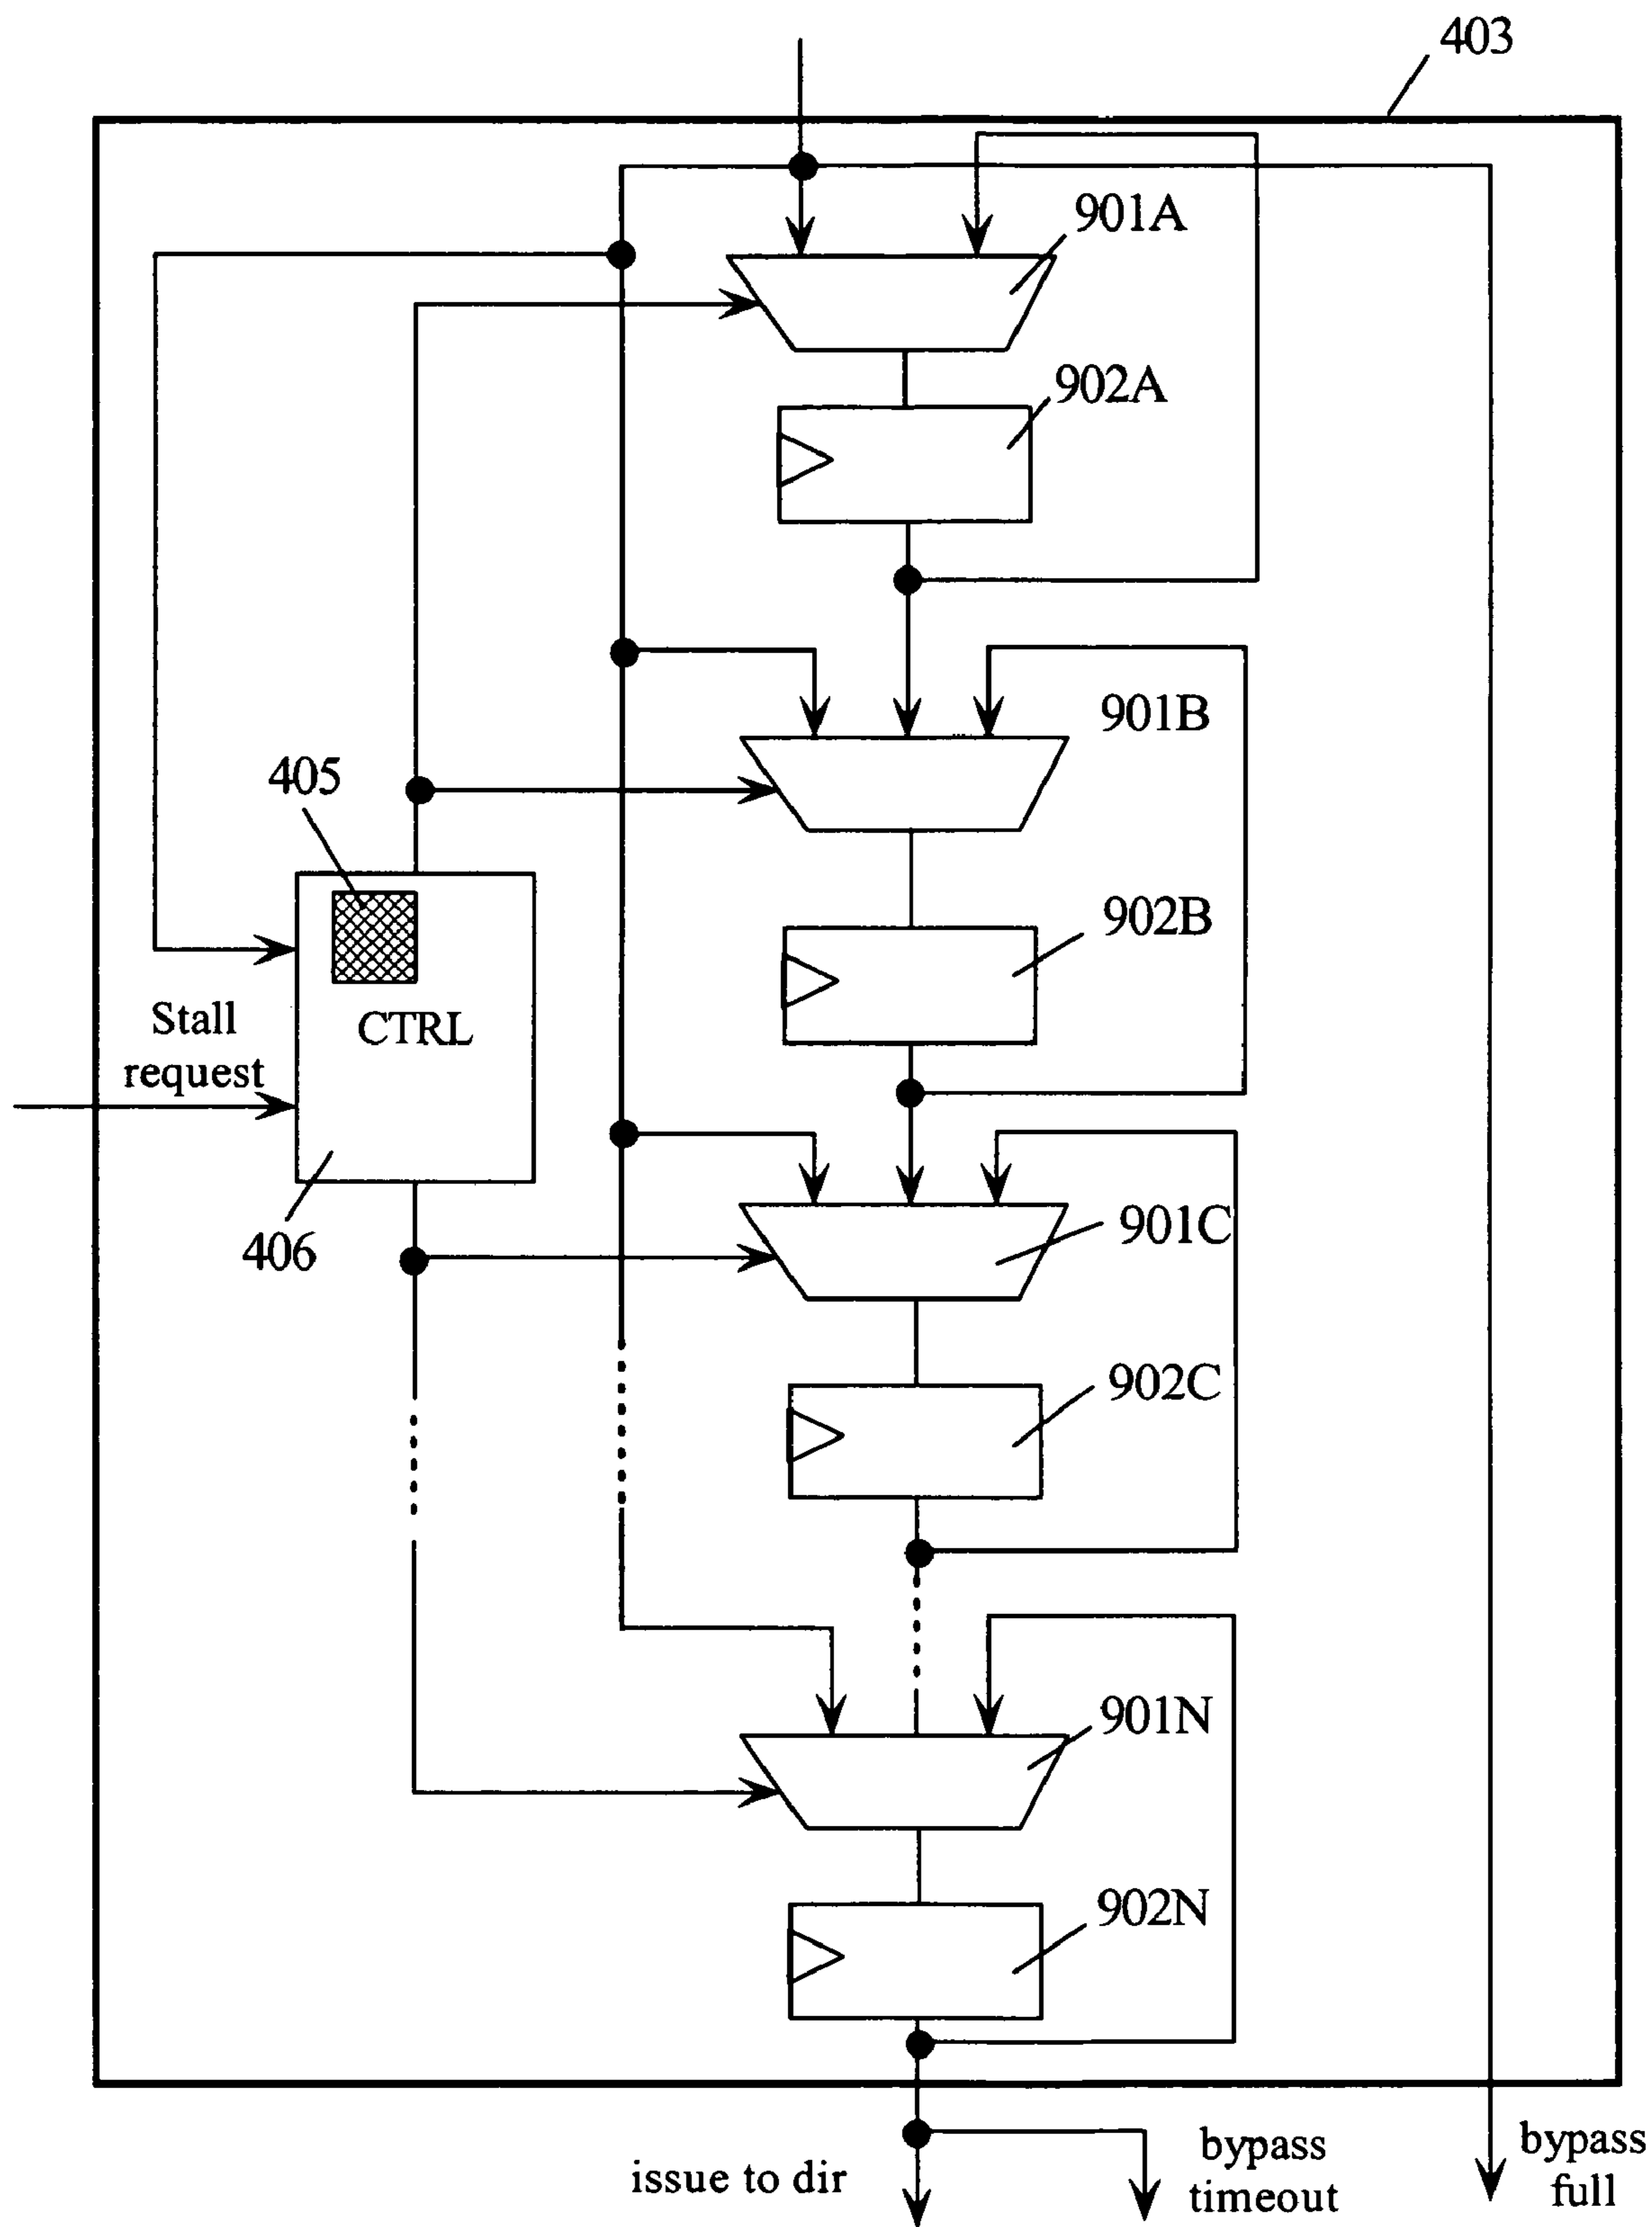 403
901A
902A
901B
405
902B
Stall
request
CTRL
901C
406
902C
901N
902N
issue to dir
bypass
timeout
bypass
full